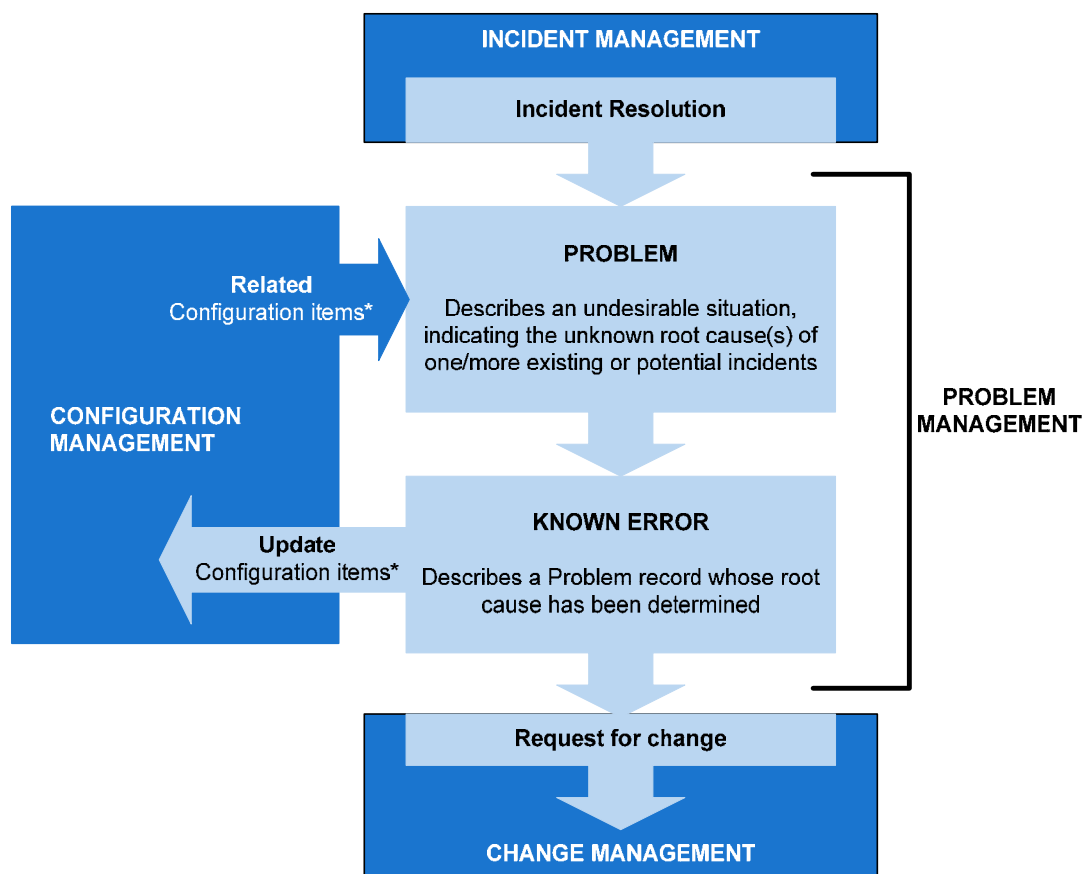 INCIDENT MANAGEMENT
Incident Resolution
PROBLEM
Describes an undesirable situation,
indicating the unknown root cause(s) of
one/more existing or potential incidents
Related
Configuration items*
CONFIGURATION
MANAGEMENT
PROBLEM
MANAGEMENT
KNOWN ERROR
Describes a Problem record whose root
cause has been determined
Update
Configuration items*
Request for change
CHANGE MANAGEMENT